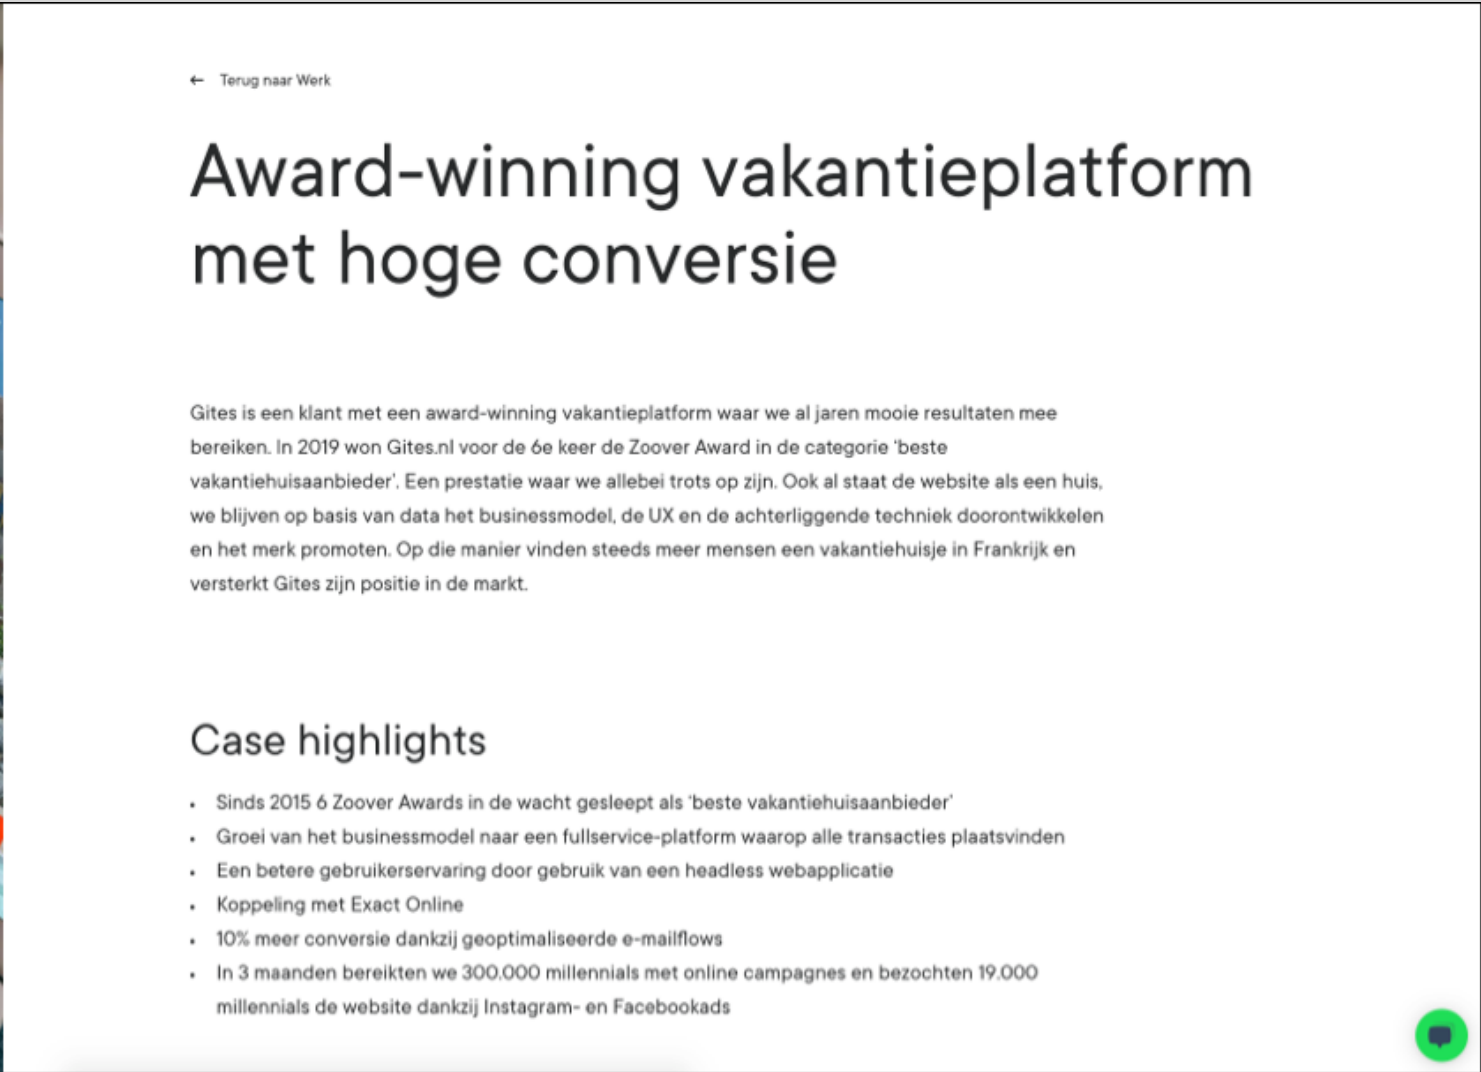 ← Terug naar Werk
Award-winning vakantieplatform
met hoge conversie
Gites is een klant met een award-winning vakantieplatform waar we al jaren mooie resultaten mee
bereiken. In 2019 won Gites.nl voor de 6e keer de Zoover Award in de categorie ‘beste
vakantiehuisaanbieder’. Een prestatie waar we allebei trots op zijn. Ook al staat de website als een huis,
we blijven op basis van data het businessmodel, de UX en de achterliggende techniek doorontwikkelen
en het merk promoten. Op die manier vinden steeds meer mensen een vakantiehuisje in Frankrijk en
versterkt Gites zijn positie in de markt.
Case highlights
• Sinds 2015 6 Zoover Awards in de wacht gesleept als ‘beste vakantiehuisaanbieder’
• Groei van het businessmodel naar een fullservice-platform waarop alle transacties plaatsvinden
• Een betere gebruikerservaring door gebruik van een headless webapplicatie
• Koppeling met Exact Online
• 10% meer conversie dankzij geoptimaliseerde e-mailflows
• In 3 maanden bereikten we 300.000 millennials met online campagnes en bezochten 19.000
millennials de website dankzij Instagram- en Facebookads